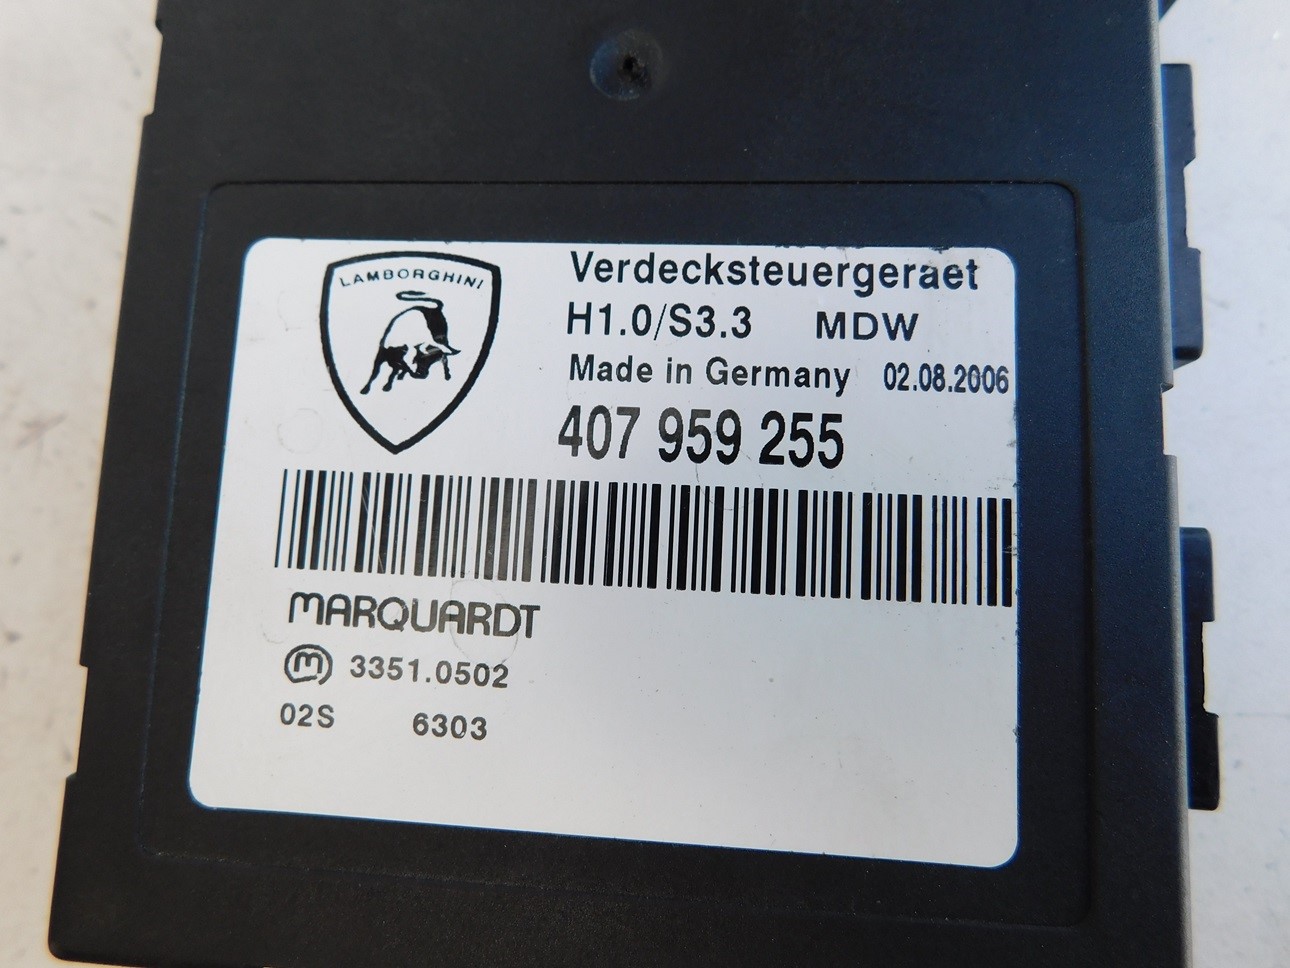 LAMBORGHINI
Verdecksteuergeraet
H1.0/S3.3 MDW
Made in Germany 02.08.2006
407 959 255
MARQUARDT
m 3351.0502
02S 6303